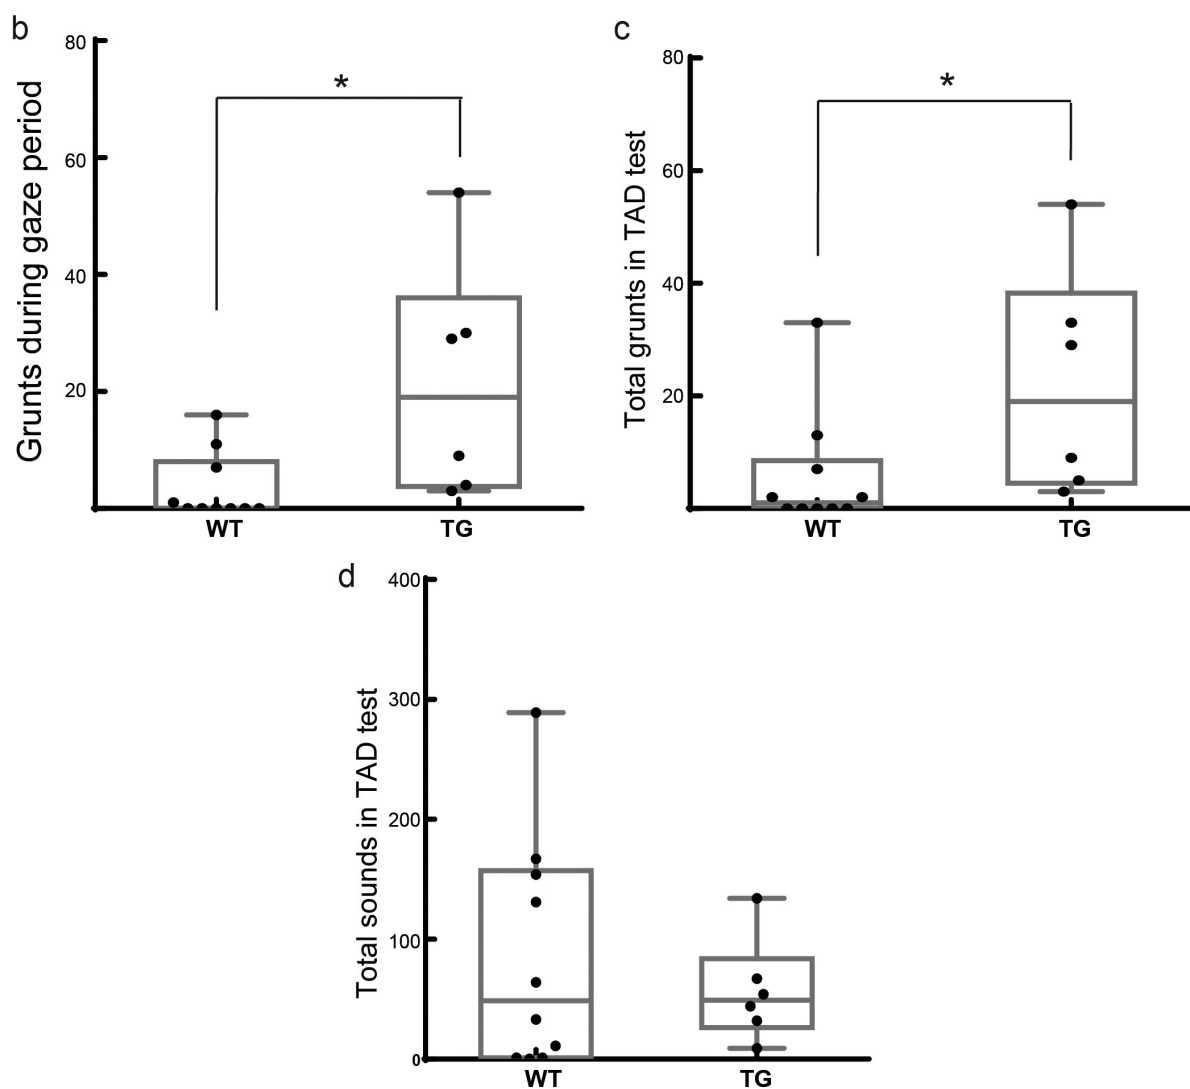 b
Grunts during gaze period
80
60
40
20
*
WT
TG
c
Total grunts in TAD test
80
60
40
20
*
WT
TG
d
Total sounds in TAD test
400
300
200
100
0
WT
TG